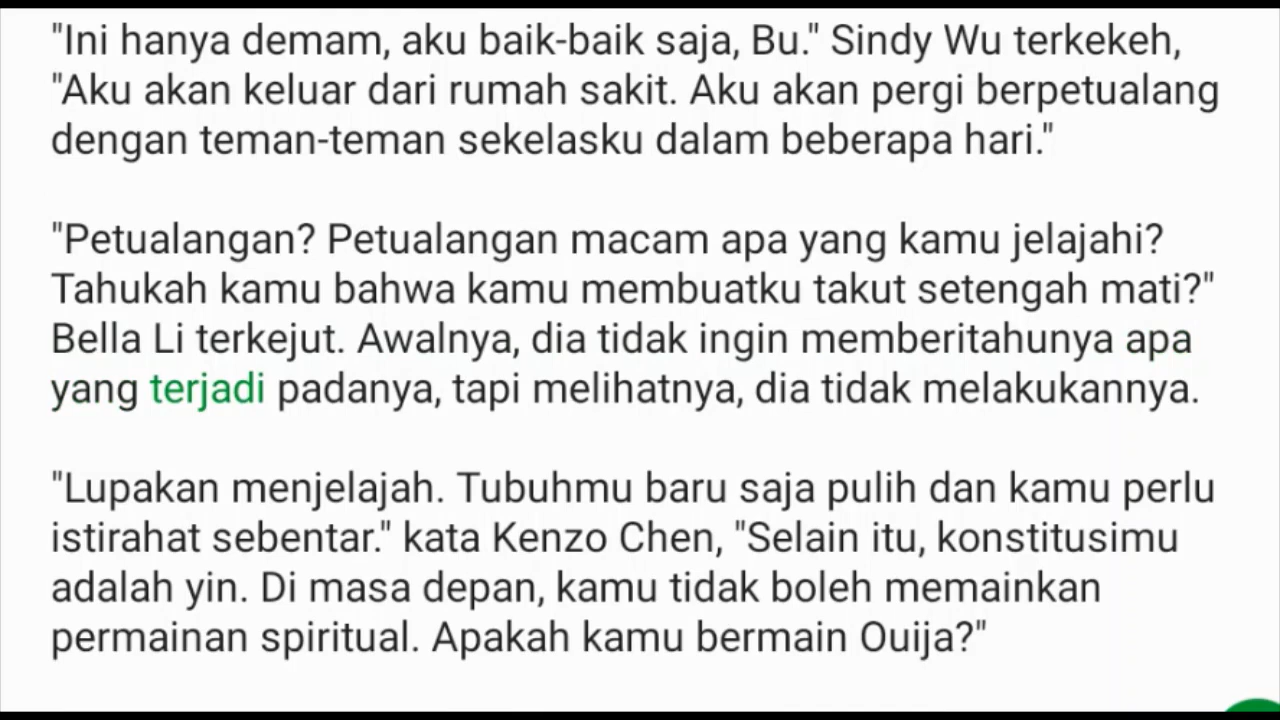 "Ini hanya demam, aku baik-baik saja, Bu." Sindy Wu terkekeh,
"Aku akan keluar dari rumah sakit. Aku akan pergi berpetualang
dengan teman-teman sekelasku dalam beberapa hari."
"Petualangan? Petualangan macam apa yang kamu jelajahi?
Tahukah kamu bahwa kamu membuatku takut setengah mati?"
Bella Li terkejut. Awalnya, dia tidak ingin memberitahunya apa
yang terjadi padanya, tapi melihatnya, dia tidak melakukannya.
"Lupakan menjelajah. Tubuhmu baru saja pulih dan kamu perlu
istirahat sebentar." kata Kenzo Chen, "Selain itu, konstitusimu
adalah yin. Di masa depan, kamu tidak boleh memainkan
permainan spiritual. Apakah kamu bermain Ouija?"